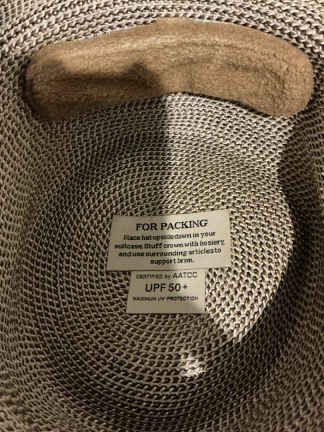 FOR PACKING
Place hat upside down in your
suitcase. Stuff crown with hosiery,
and use surrounding articles to
support brim.
CERTIFIED by AATCC
UPF 50+
MAXIMUM UV PROTECTION